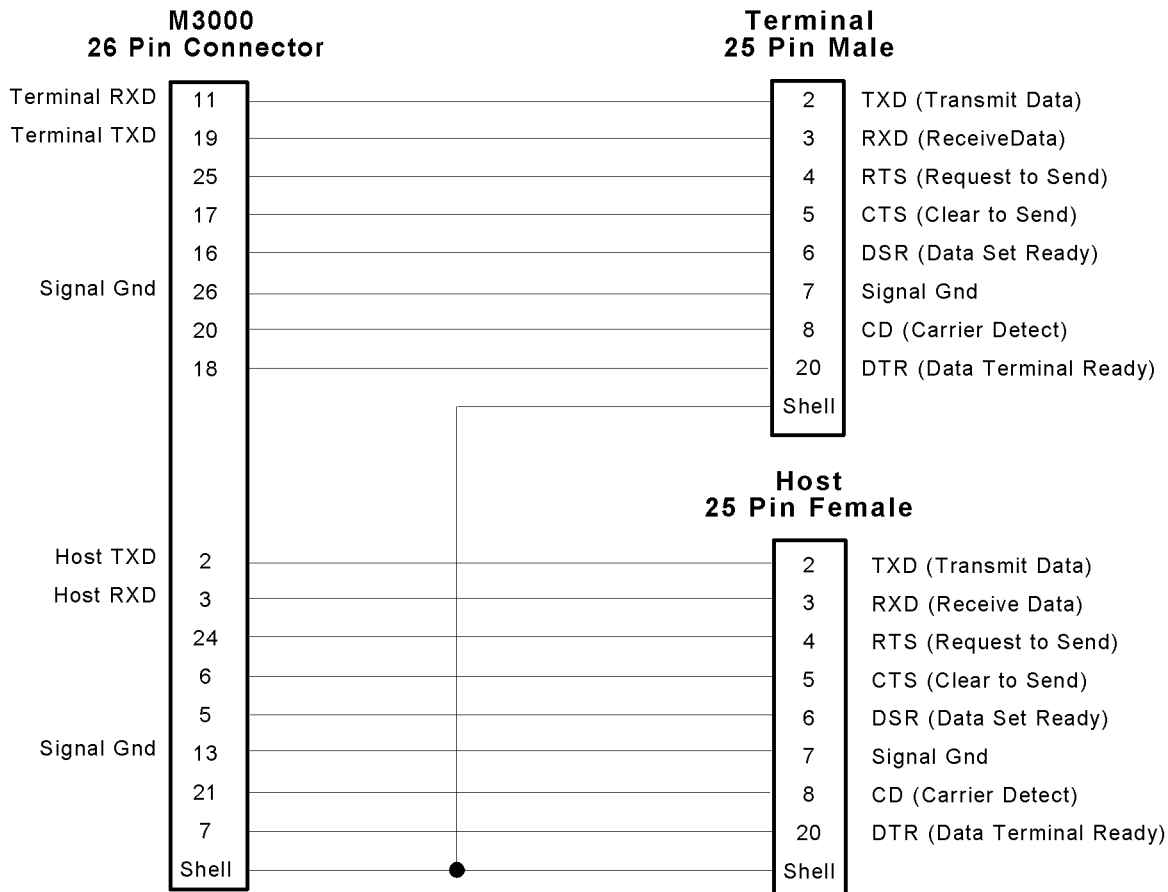 M3000
26 Pin Connector
Terminal
25 Pin Male
Terminal RXD 11 2 TXD (Transmit Data)
Terminal TXD 19 3 RXD (ReceiveData)
25 4 RTS (Request to Send)
17 5 CTS (Clear to Send)
16 6 DSR (Data Set Ready)
Signal Gnd 26 7 Signal Gnd
20 8 CD (Carrier Detect)
18 20 DTR (Data Terminal Ready)
Shell
Host
25 Pin Female
Host TXD 2 2 TXD (Transmit Data)
Host RXD 3 3 RXD (Receive Data)
24 4 RTS (Request to Send)
6 5 CTS (Clear to Send)
5 6 DSR (Data Set Ready)
Signal Gnd 13 7 Signal Gnd
21 8 CD (Carrier Detect)
7 20 DTR (Data Terminal Ready)
Shell Shell